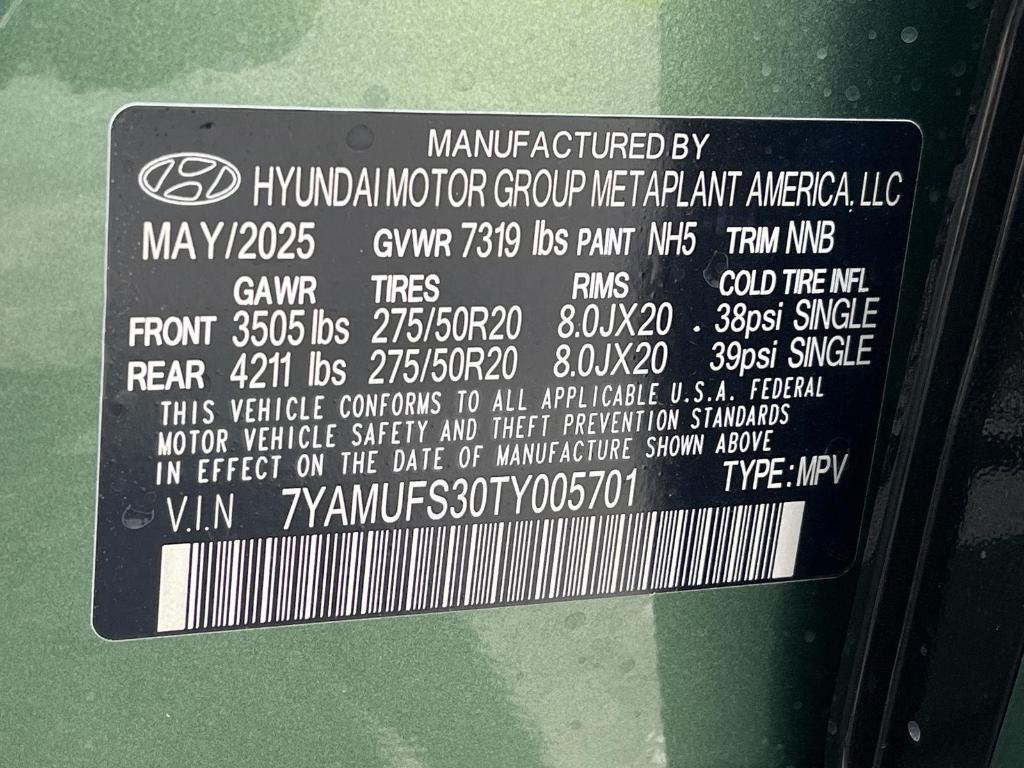 MANUFACTURED BY
HYUNDAI MOTOR GROUP METAPLANT AMERICA, LLC
MAY/2025 GVWR 7319 lbs PAINT NH5 TRIM NNB
GAWR TIRES RIMS COLD TIRE INFL
FRONT 3505 lbs 275/50R20 8.0JX20 . 38psi SINGLE
REAR 4211 lbs 275/50R20 8.0JX20 39psi SINGLE
THIS VEHICLE CONFORMS TO ALL APPLICABLE U.S.A. FEDERAL
MOTOR VEHICLE SAFETY AND THEFT PREVENTION STANDARDS
IN EFFECT ON THE DATE OF MANUFACTURE SHOWN ABOVE
V.I.N 7YAMUFS30TY005701 TYPE: MPV